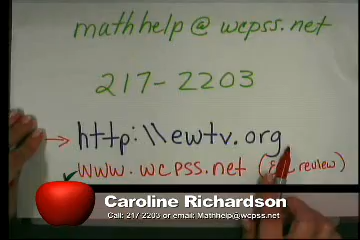 mathhelp@wcpss.net
217-2203
http:\\ewtv.org
www.wcpss.net (review)
Caroline Richardson
Call: 217-2203 or email: Mathhelp@wcpss.net